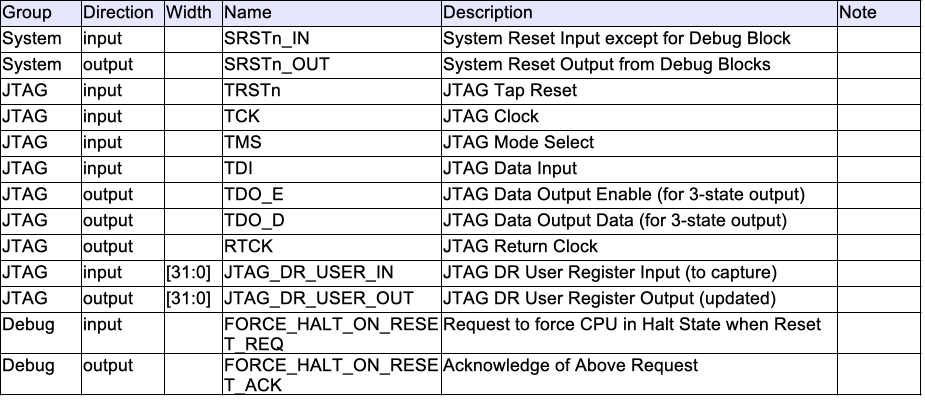 Group Direction Width Name Description Note
System input SRSTn_IN System Reset Input except for Debug Block
System output SRSTn_OUT System Reset Output from Debug Blocks
JTAG input TRSTn JTAG Tap Reset
JTAG input TCK JTAG Clock
JTAG input TMS JTAG Mode Select
JTAG input TDI JTAG Data Input
JTAG output TDO_E JTAG Data Output Enable (for 3-state output)
JTAG output TDO_D JTAG Data Output Data (for 3-state output)
JTAG output RTCK JTAG Return Clock
JTAG input [31:0] JTAG_DR_USER_IN JTAG DR User Register Input (to capture)
JTAG output [31:0] JTAG_DR_USER_OUT JTAG DR User Register Output (updated)
Debug input FORCE_HALT_ON_RESE Request to force CPU in Halt State when Reset
T_REQ
Debug output FORCE_HALT_ON_RESE Acknowledge of Above Request
T_ACK